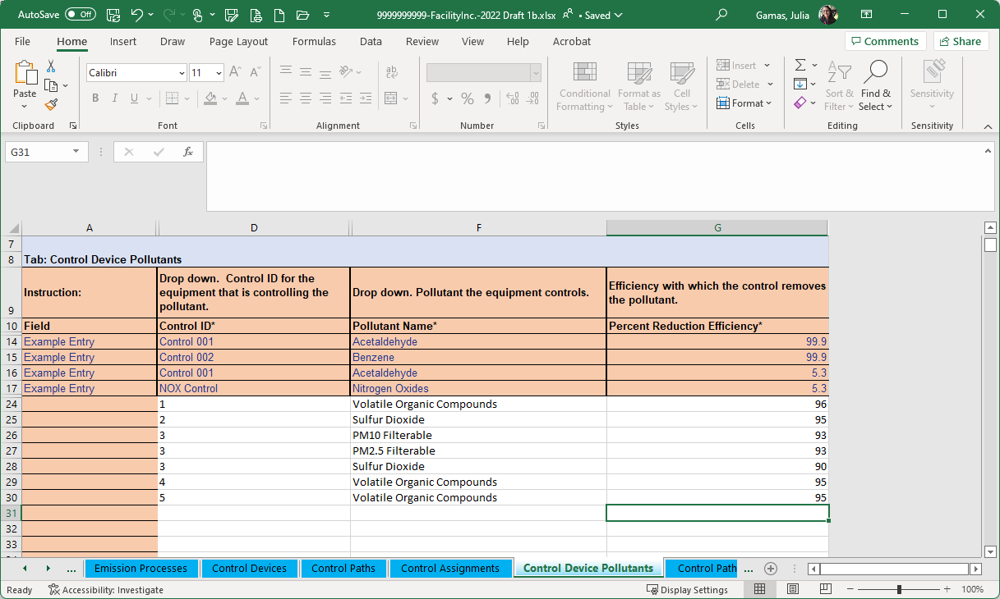 AutoSave Off 9999999999-FacilityInc.-2022 Draft 1b.xlsx • Saved Gamas, Julia
File Home Insert Draw Page Layout Formulas Data Review View Help Acrobat Comments Share
Paste
Calibri 11
B I U A
ab
$ % 9 .00
Conditional Formatting
Format as Table
Cell Styles
Insert
Delete
Format
Sort & Filter
Find & Select
Sensitivity
Clipboard Font Alignment Number Styles Cells Editing Sensitivity
G31 fx
A D F G
7
8 Tab: Control Device Pollutants
9 Instruction: Drop down. Control ID for the equipment that is controlling the pollutant. Drop down. Pollutant the equipment controls. Efficiency with which the control removes the pollutant.
10 Field Control ID* Pollutant Name* Percent Reduction Efficiency*
14 Example Entry Control 001 Acetaldehyde 99.9
15 Example Entry Control 002 Benzene 99.9
16 Example Entry Control 001 Acetaldehyde 5.3
17 Example Entry NOX Control Nitrogen Oxides 5.3
24 1 Volatile Organic Compounds 96
25 2 Sulfur Dioxide 95
26 3 PM10 Filterable 93
27 3 PM2.5 Filterable 93
28 3 Sulfur Dioxide 90
29 4 Volatile Organic Compounds 95
30 5 Volatile Organic Compounds 95
31
32
33
... Emission Processes Control Devices Control Paths Control Assignments Control Device Pollutants Control Path ...
Ready Accessibility: Investigate Display Settings 100%